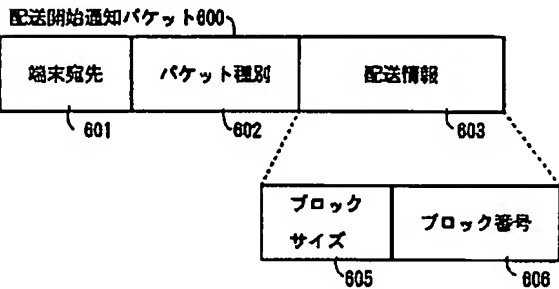 配送開始通知パケット600
端末宛先
パケット種別
配送情報
601
602
603
ブロック
サイズ
ブロック番号
605
606